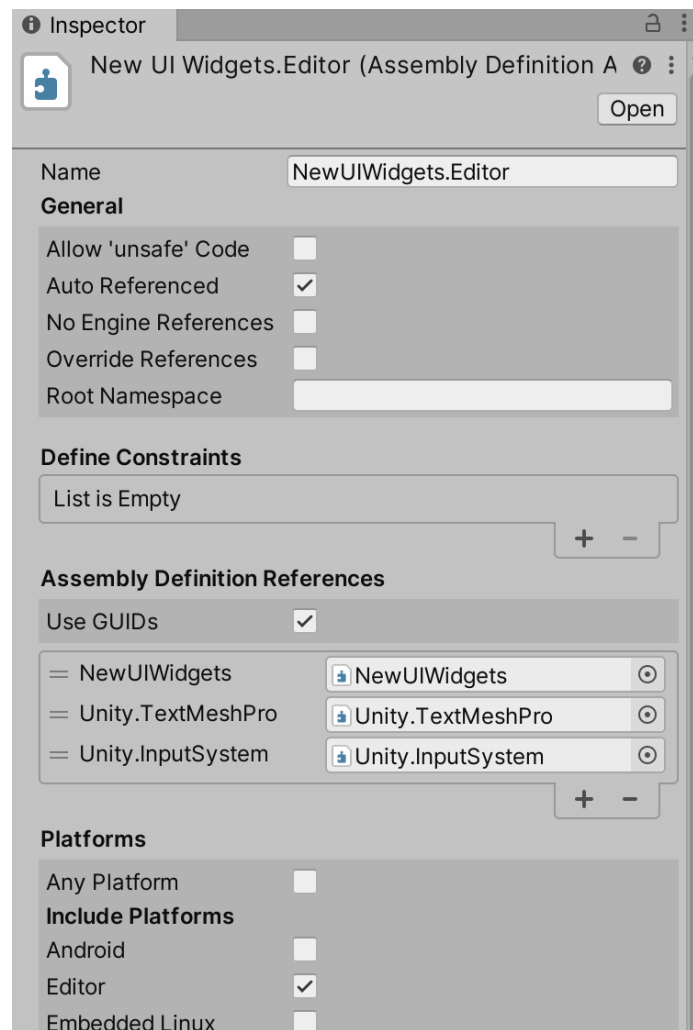 Inspector
New UI Widgets.Editor (Assembly Definition A
Open
Name NewUIWidgets.Editor
General
Allow 'unsafe' Code
Auto Referenced
No Engine References
Override References
Root Namespace
Define Constraints
List is Empty
Assembly Definition References
Use GUIDs
NewUIWidgets NewUIWidgets
Unity.TextMeshPro Unity.TextMeshPro
Unity.InputSystem Unity.InputSystem
Platforms
Any Platform
Include Platforms
Android
Editor
Embedded Linux